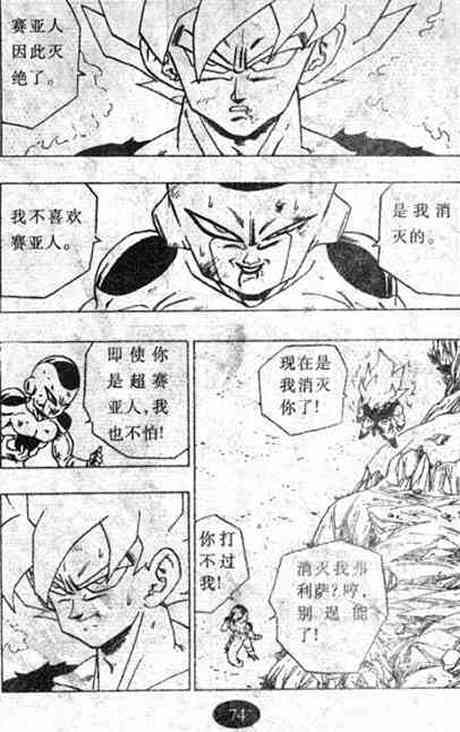 赛亚人
因此灭
绝了。
我不喜欢
赛亚人。
是我消
灭的。
即使你
是超赛
亚人,我
也不怕!
现在是
我消灭
你了!
你打
不过
我!
消灭我弗
利萨?哼,
别逞能
了!
74